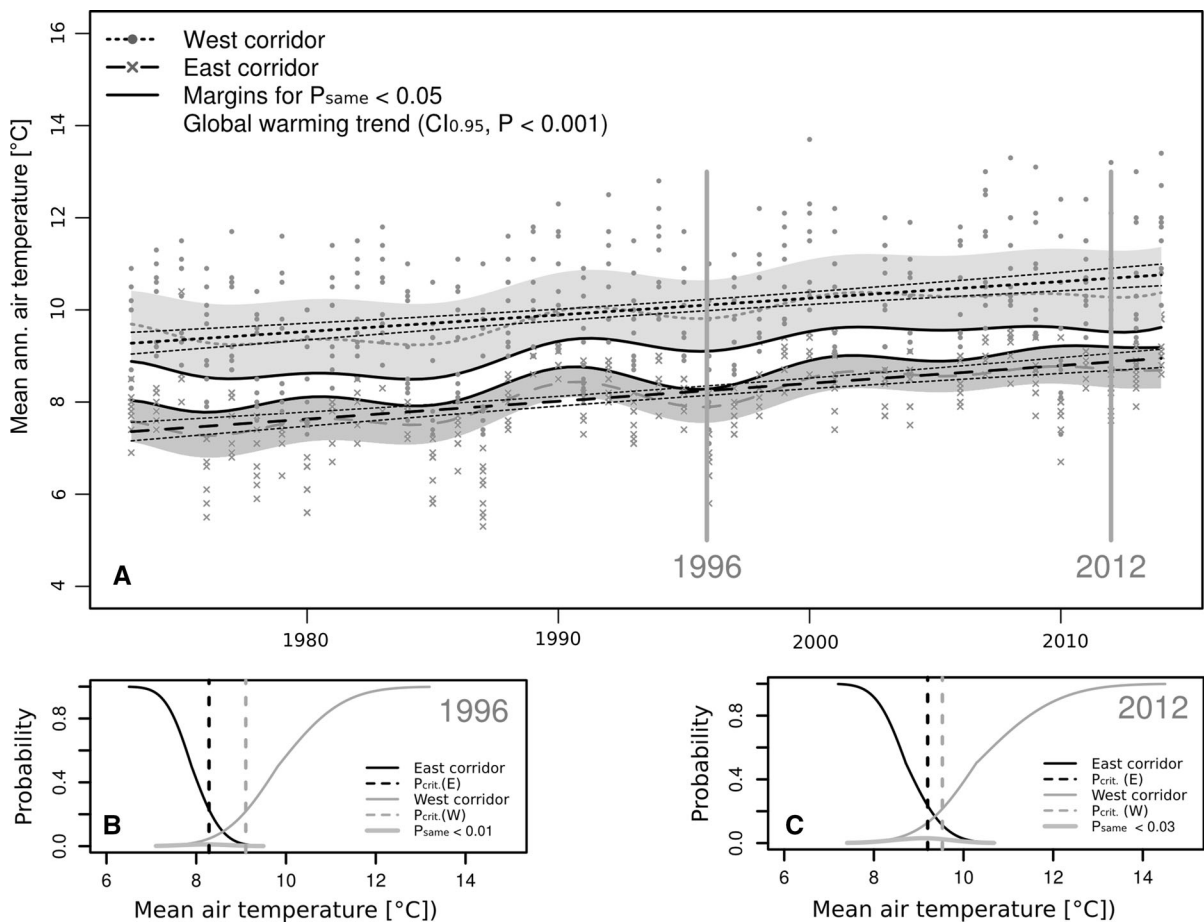 Mean ann. air temperature [°C]
16
14
12
10
8
6
4
West corridor
East corridor
Margins for Psame < 0.05
Global warming trend (CI0.95, P < 0.001)
A
1996
2012
1980
1990
2000
2010
Probability
0.8
0.4
0.0
B
1996
East corridor
Pcrit.(E)
West corridor
Pcrit.(W)
Psame < 0.01
6
8
10
12
14
Mean air temperature [°C])
Probability
0.8
0.4
0.0
C
2012
East corridor
Pcrit. (E)
West corridor
Pcrit. (W)
Psame < 0.03
6
8
10
12
14
Mean air temperature [°C])